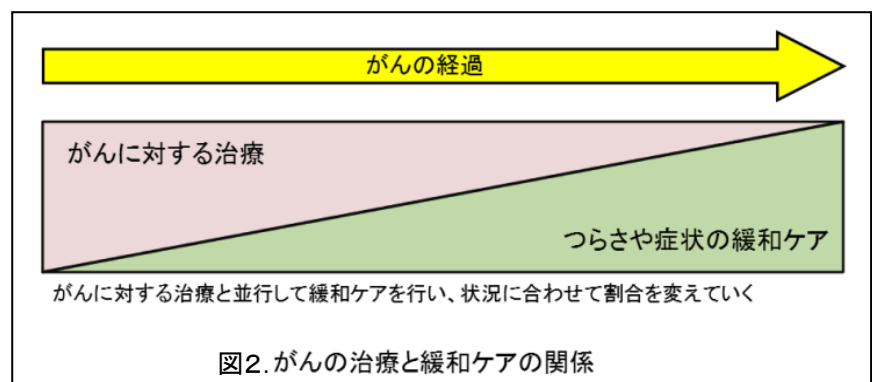 がんの経過
がんに対する治療
つらさや症状の緩和ケア
がんに対する治療と並行して緩和ケアを行い、状況に合わせて割合を変えていく
図2.がんの治療と緩和ケアの関係